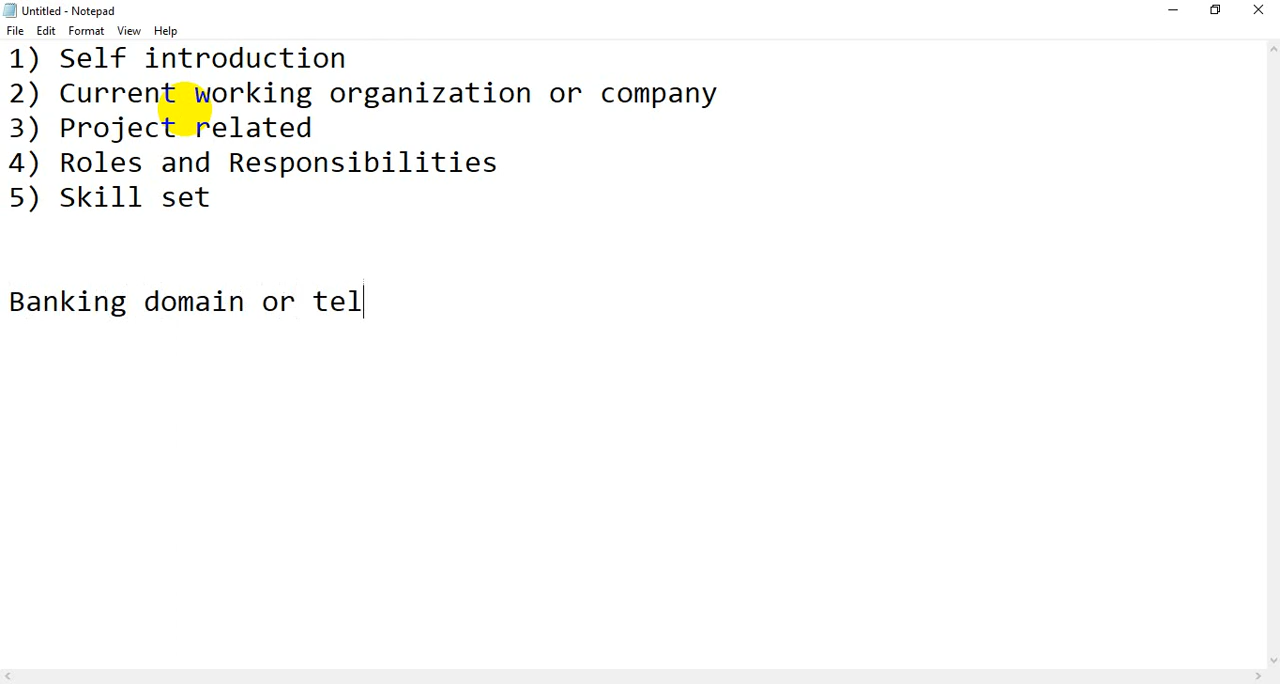 Untitled - Notepad
File Edit Format View Help
1) Self introduction
2) Current working organization or company
3) Project related
4) Roles and Responsibilities
5) Skill set
Banking domain or tel